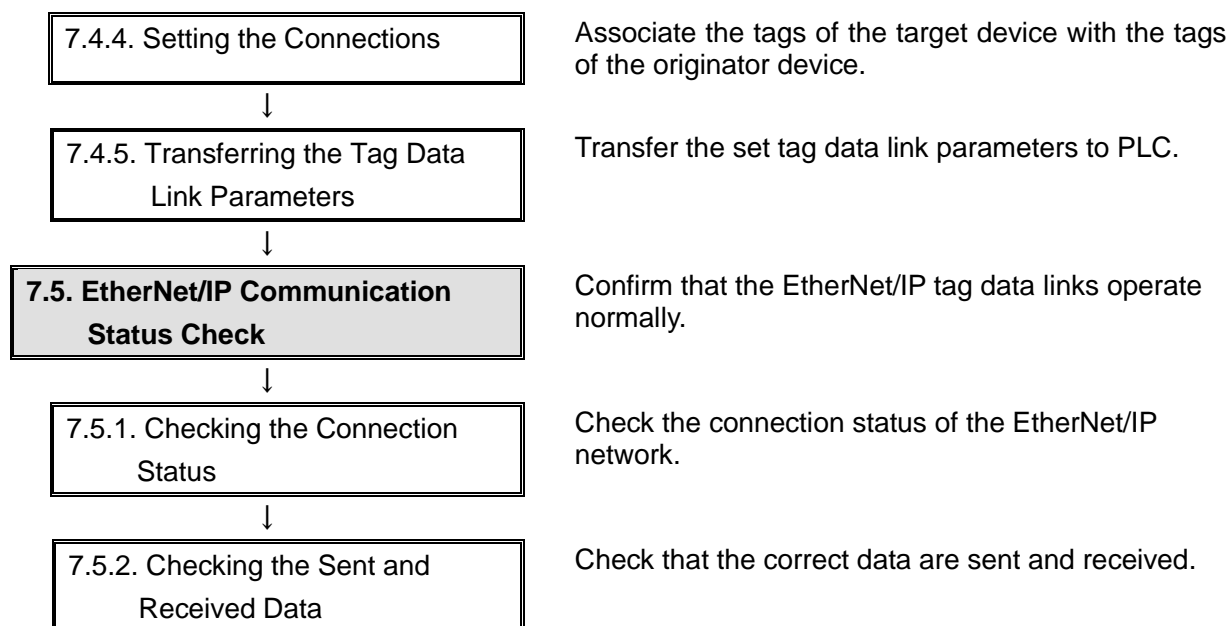 7.4.4. Setting the Connections
Associate the tags of the target device with the tags
of the originator device.
↓
7.4.5. Transferring the Tag Data
Link Parameters
Transfer the set tag data link parameters to PLC.
↓
7.5. EtherNet/IP Communication
Status Check
Confirm that the EtherNet/IP tag data links operate
normally.
↓
7.5.1. Checking the Connection
Status
Check the connection status of the EtherNet/IP
network.
↓
7.5.2. Checking the Sent and
Received Data
Check that the correct data are sent and received.